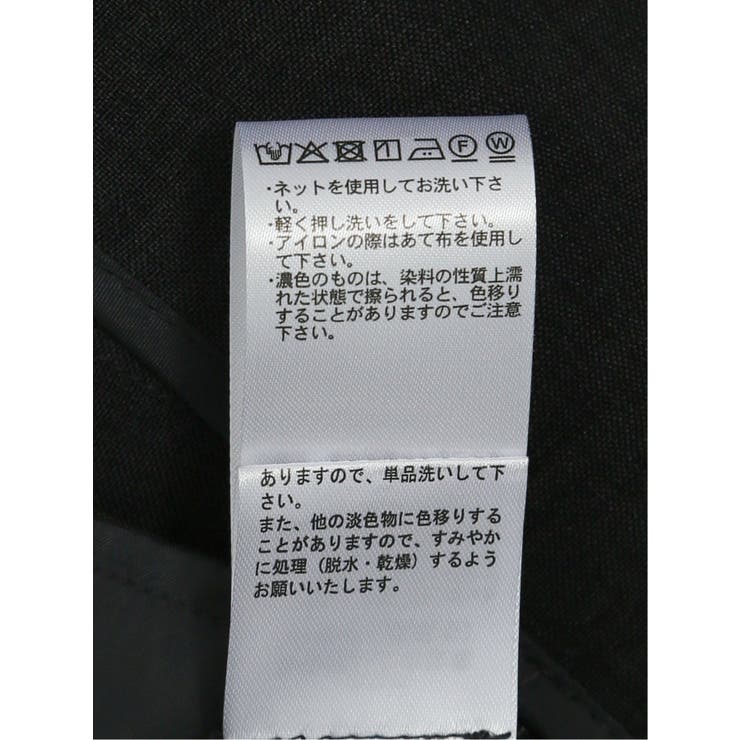 F W
・ネットを使用してお洗い下さ
い。
・軽く押し洗いをして下さい。
・アイロンの際はあて布を使用し
て下さい。
・濃色のものは、染料の性質上濡
れた状態で擦られると、色移り
することがありますのでご注意
下さい。
ありますので、単品洗いして下
さい。
また、他の淡色物に色移りする
ことがありますので、すみやか
に処理（脱水・乾燥）するよう
お願いいたします。